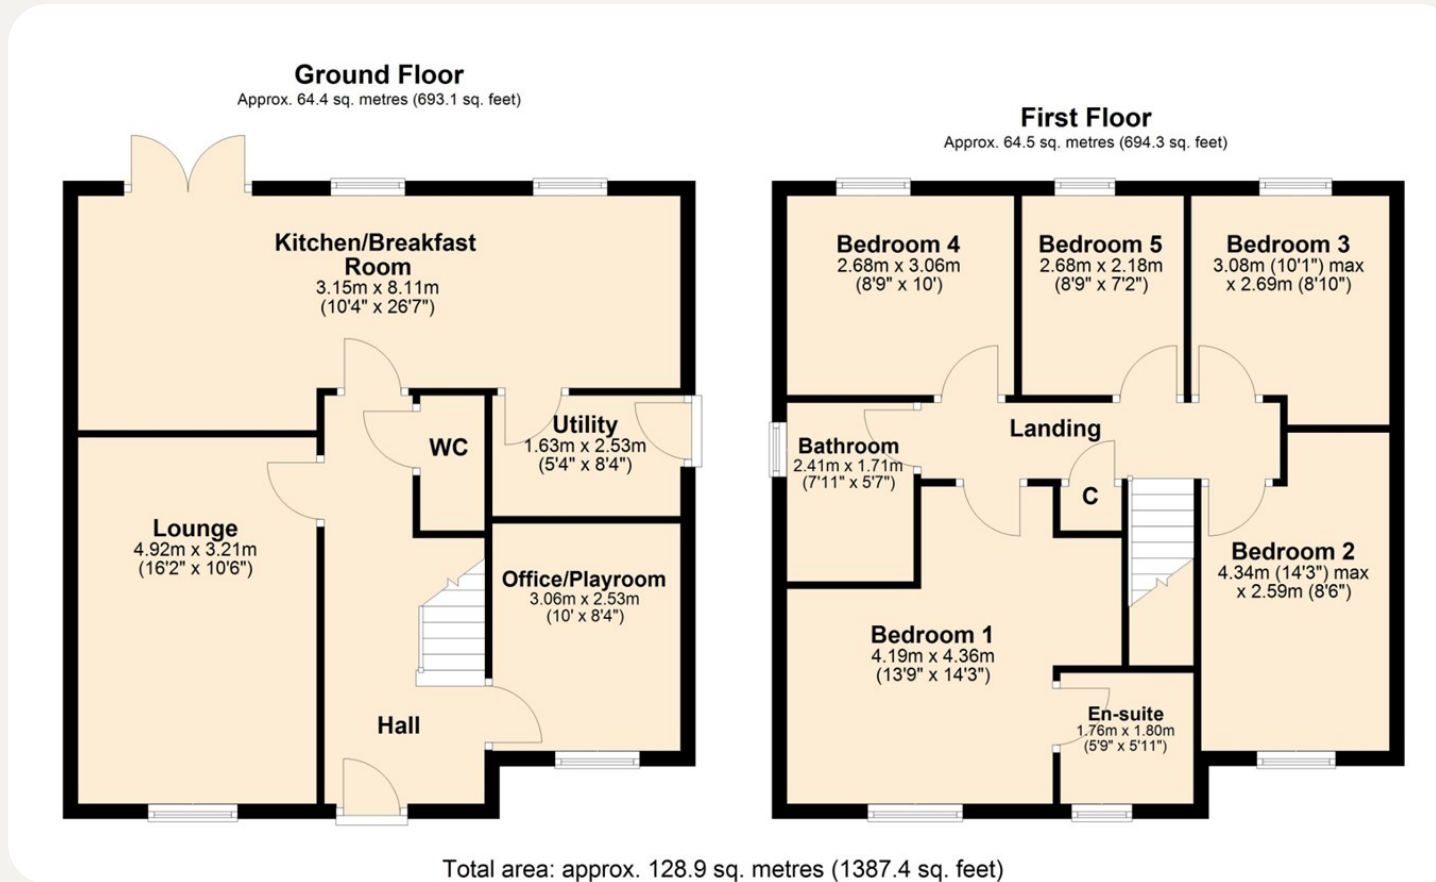 Ground Floor
Approx. 64.4 sq. metres (693.1 sq. feet)
Kitchen/Breakfast
Room
3.15m x 8.11m
(10'4" x 26'7")
Utility
1.63m x 2.53m
(5'4" x 8'4")
WC
Lounge
4.92m x 3.21m
(16'2" x 10'6")
Office/Playroom
3.06m x 2.53m
(10' x 8'4")
Hall
First Floor
Approx. 64.5 sq. metres (694.3 sq. feet)
Bedroom 4
2.68m x 3.06m
(8'9" x 10')
Bedroom 5
2.68m x 2.18m
(8'9" x 7'2")
Bedroom 3
3.08m (10'1") max
x 2.69m (8'10")
Landing
Bathroom
2.41m x 1.71m
(7'11" x 5'7")
C
Bedroom 2
4.34m (14'3") max
x 2.59m (8'6")
Bedroom 1
4.19m x 4.36m
(13'9" x 14'3")
En-suite
1.76m x 1.80m
(5'9" x 5'11")
Total area: approx. 128.9 sq. metres (1387.4 sq. feet)